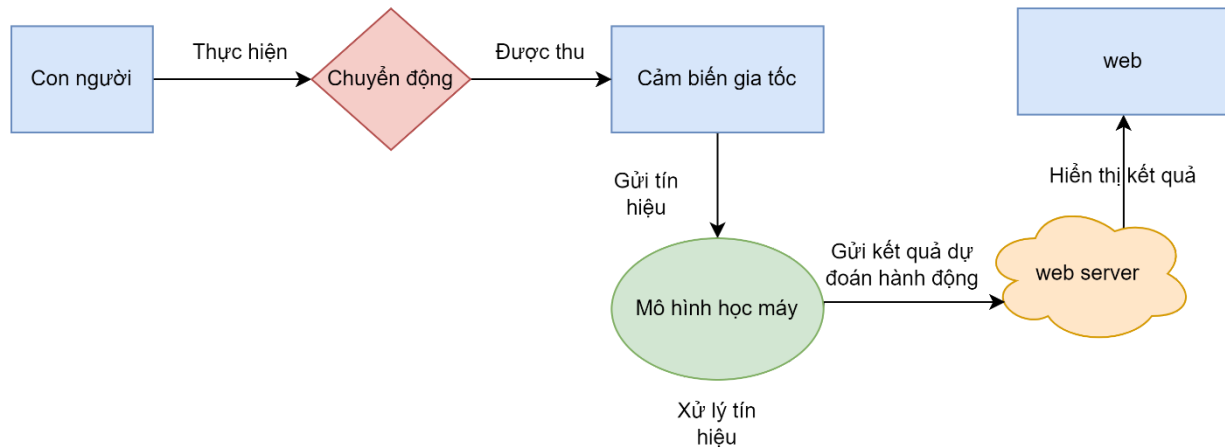 Con người
Thực hiện
Chuyển động
Được thu
Cảm biến gia tốc
web
Gửi tín
hiệu
Hiển thị kết quả
Gửi kết quả dự
đoán hành động
web server
Mô hình học máy
Xử lý tín
hiệu